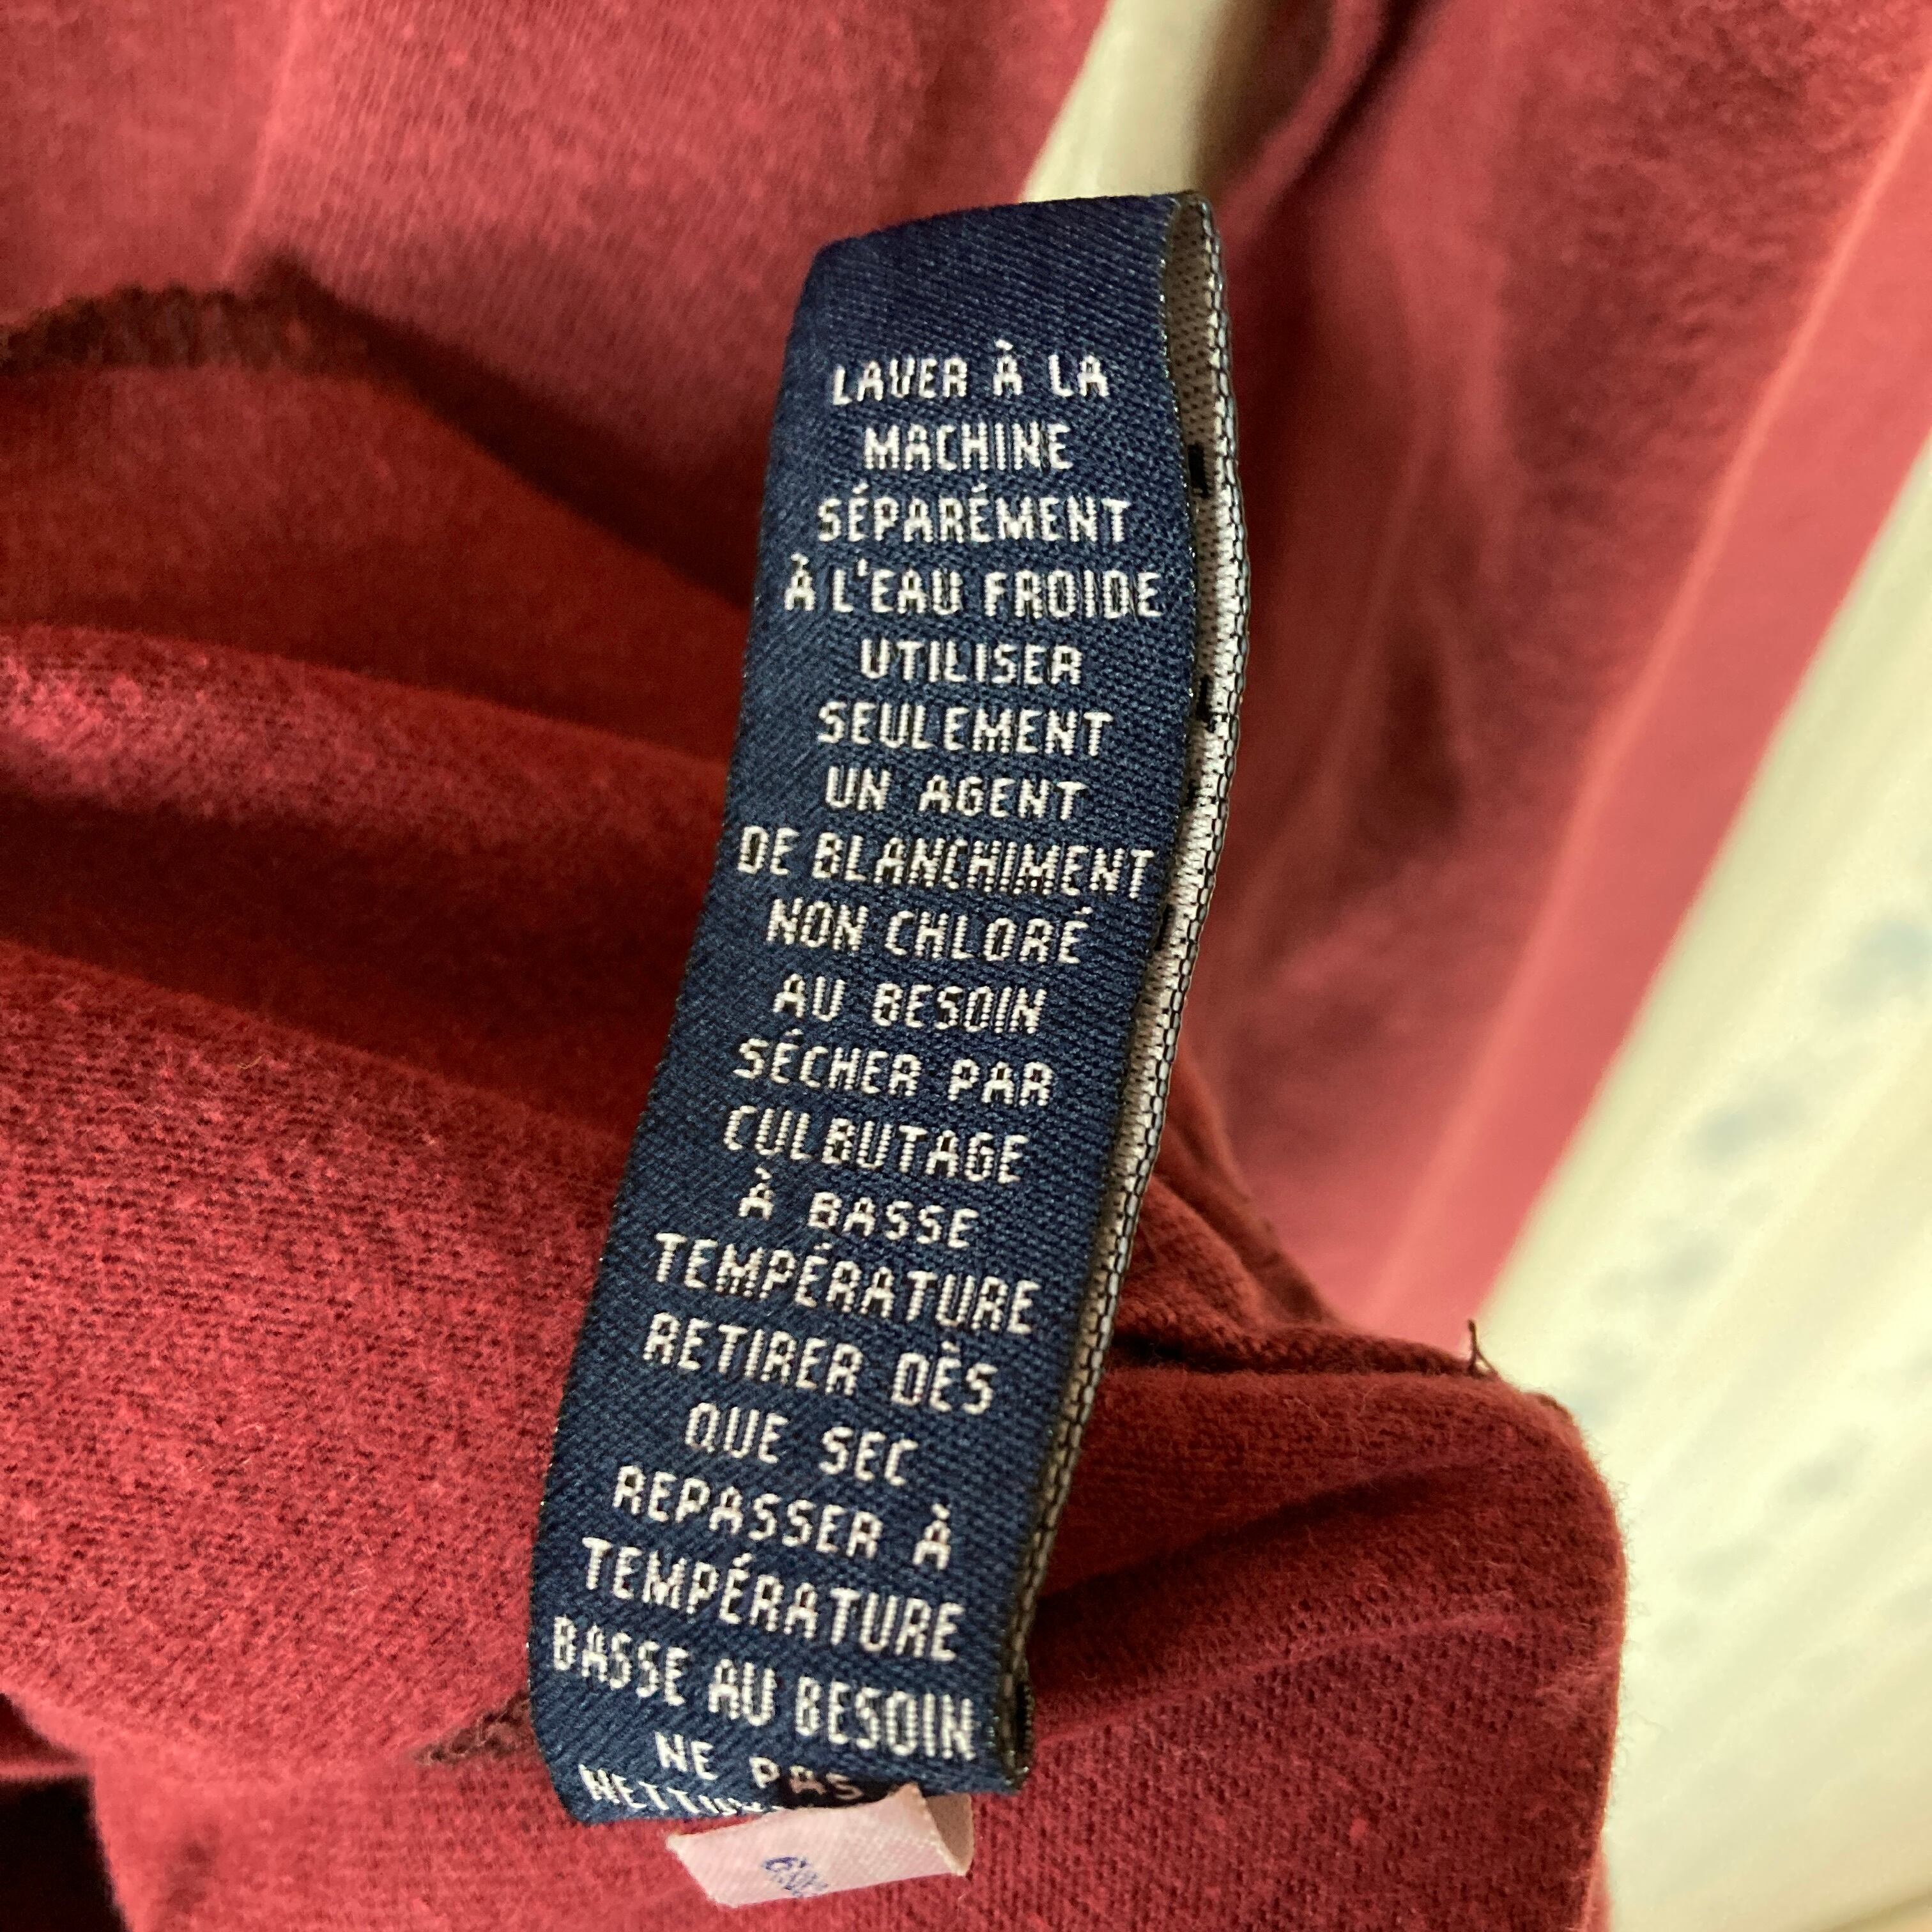 LAVER À LA
MACHINE
SÉPARÉMENT
À L'EAU FROIDE
UTILISER
SEULEMENT
UN AGENT
DE BLANCHIMENT
NON CHLORÉ
AU BESOIN
SÉCHER PAR
CULBUTAGE
À BASSE
TEMPÉRATURE
RETIRER DÈS
QUE SEC
REPASSER À
TEMPÉRATURE
BASSE AU BESOIN
NE PAS